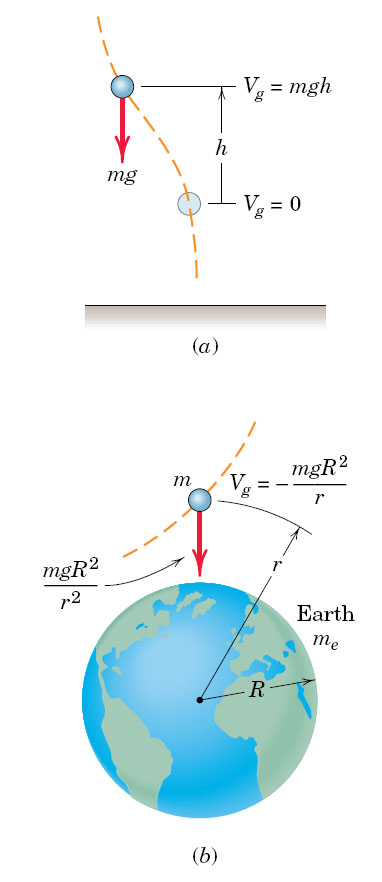 V_g = mgh
h
mg
V_g = 0
(a)
m
V_g = -mgR²/r
mgR²/r²
r
Earth
m_e
R
(b)